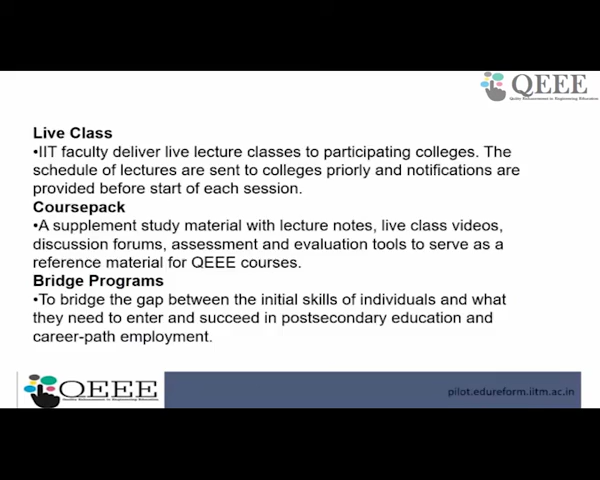 QEEE
Quality Enhancement in Engineering Education
Live Class
•IIT faculty deliver live lecture classes to participating colleges. The
schedule of lectures are sent to colleges priorly and notifications are
provided before start of each session.
Coursepack
•A supplement study material with lecture notes, live class videos,
discussion forums, assessment and evaluation tools to serve as a
reference material for QEEE courses.
Bridge Programs
•To bridge the gap between the initial skills of individuals and what
they need to enter and succeed in postsecondary education and
career-path employment.
QEEE
Quality Enhancement in Engineering Education
pilot.edureform.iitm.ac.in